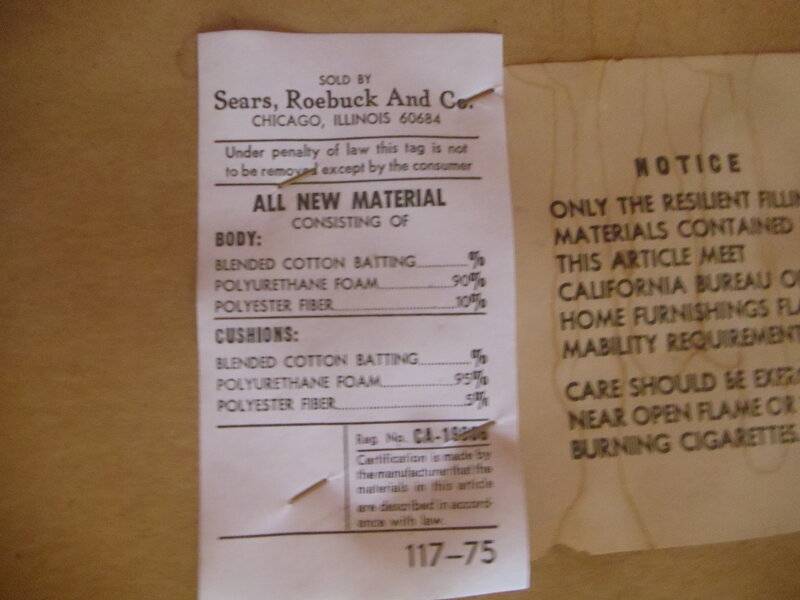 SOLD BY
Sears, Roebuck And Co.
CHICAGO, ILLINOIS 60684
Under penalty of law this tag is not
to be removed except by the consumer
ALL NEW MATERIAL
CONSISTING OF
BODY:
BLENDED COTTON BATTING..........%
POLYURETHANE FOAM..........90%
POLYESTER FIBER..........10%
CUSHIONS:
BLENDED COTTON BATTING..........%
POLYURETHANE FOAM..........95%
POLYESTER FIBER..........5%
Reg. No.
Certification is made by
the manufacturer that the
materials in this article
are described in accord-
ance with law.
117-75
NOTICE
ONLY THE RESILIENT
MATERIALS CONTAINED
THIS ARTICLE MEET
CALIFORNIA BUREAU
HOME FURNISHINGS
MABILITY
CARE SHOULD BE
NEAR OPEN FLAME OR
BURNING CIGARETTES.